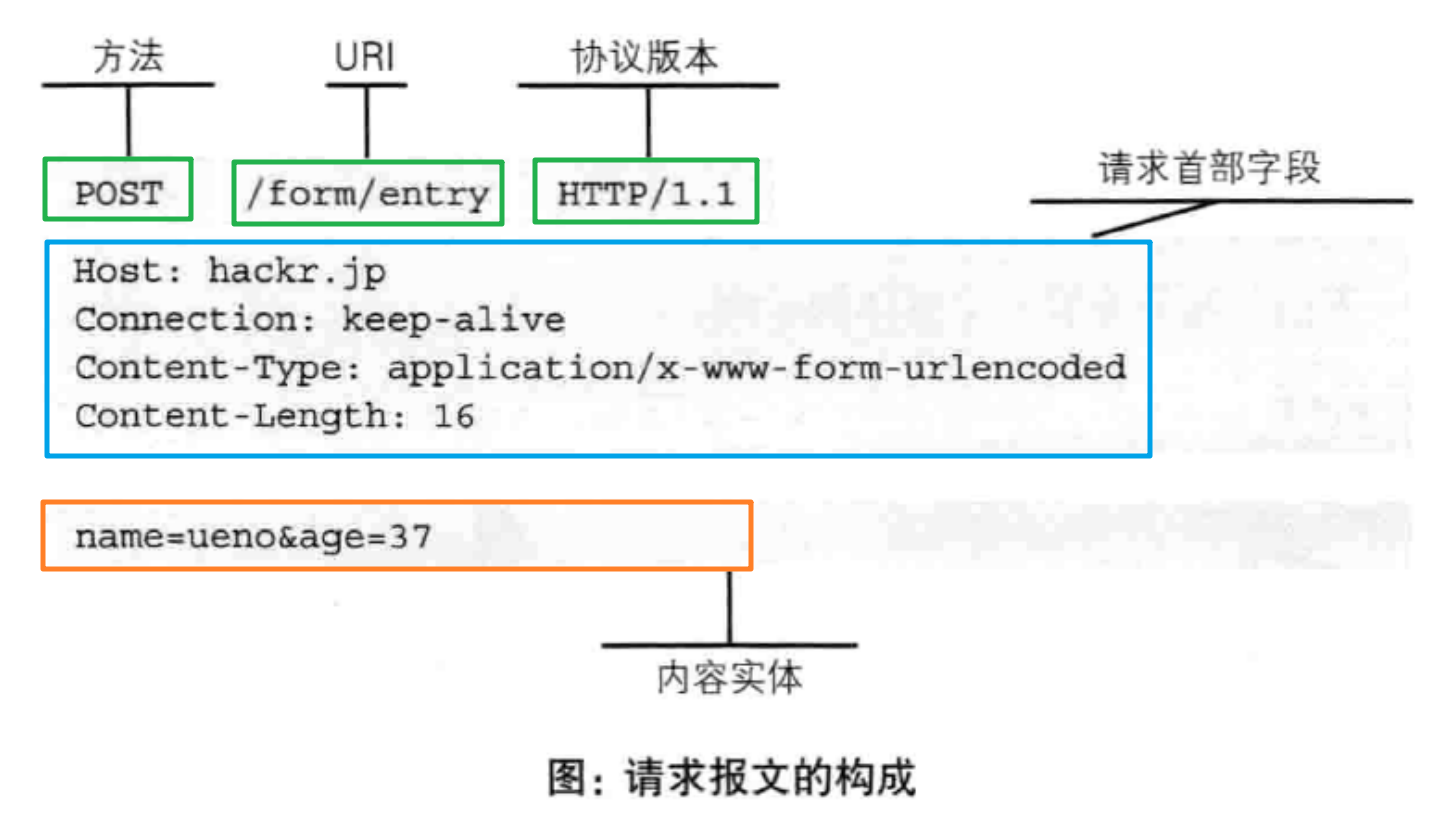 方法 URI 协议版本
请求首部字段
POST /form/entry HTTP/1.1
Host: hackr.jp
Connection: keep-alive
Content-Type: application/x-www-form-urlencoded
Content-Length: 16
name=ueno&age=37
内容实体
图：请求报文的构成